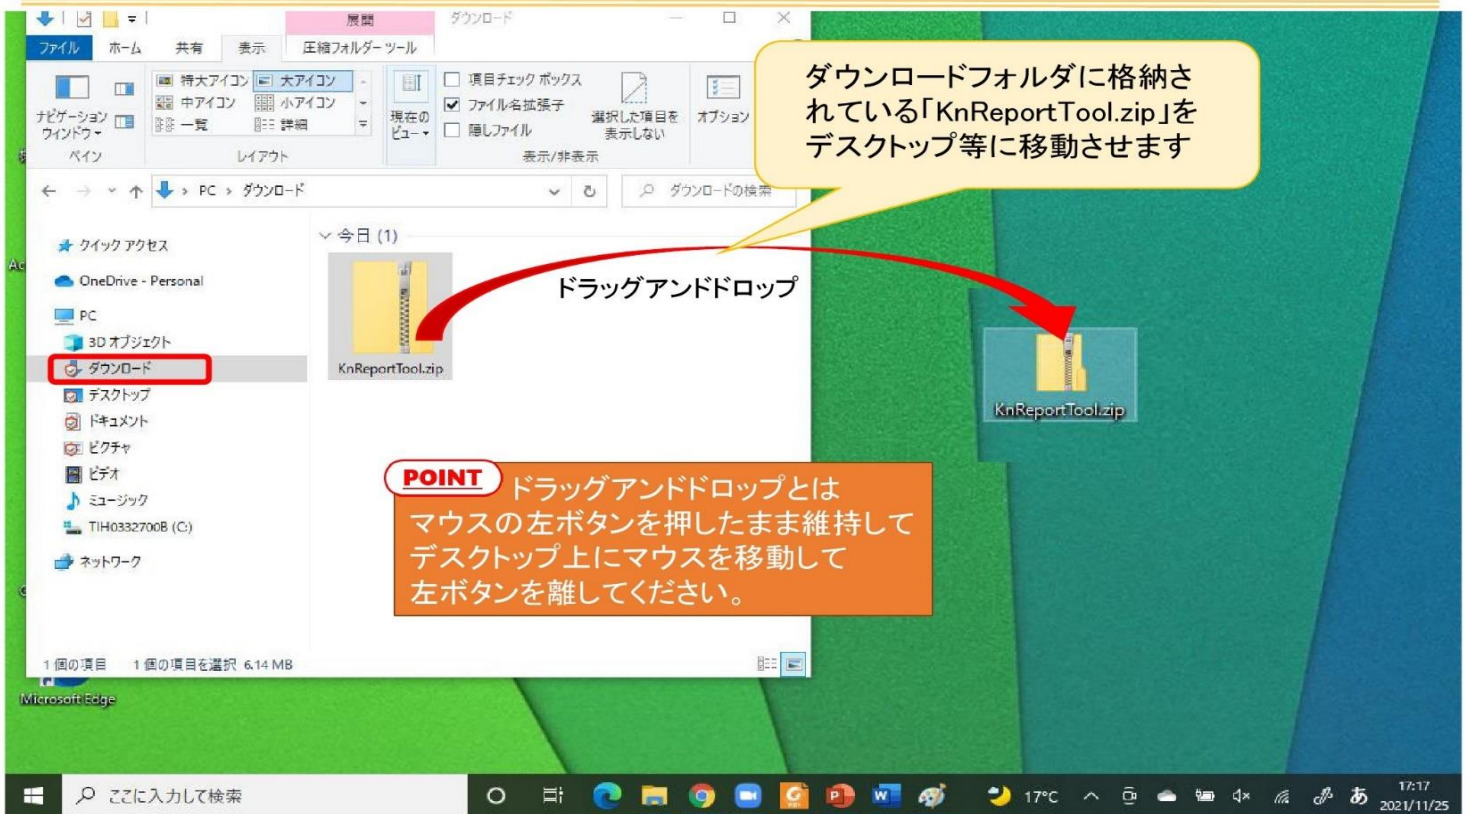 展開
ダウンロード
ファイル ホーム 共有 表示 圧縮フォルダー ツール
特大アイコン 大アイコン
中アイコン 小アイコン
一覧 詳細
ナビゲーション
ウィンドウ
現在の
ビュー
項目チェック ボックス
ファイル名拡張子
隠しファイル
選択した項目を
表示しない
オプション
ペイン レイアウト 表示/非表示
ダウンロードフォルダに格納さ
れている「KnReportTool.zip」を
デスクトップ等に移動させます
PC › ダウンロード
ダウンロードの検索
クイック アクセス
OneDrive - Personal
PC
3D オブジェクト
ダウンロード
デスクトップ
ドキュメント
ピクチャ
ビデオ
ミュージック
TIH0332700B (C:)
ネットワーク
今日 (1)
KnReportTool.zip
ドラッグアンドドロップ
KnReportTool.zip
POINT ドラッグアンドドロップとは
マウスの左ボタンを押したまま維持して
デスクトップ上にマウスを移動して
左ボタンを離してください。
1 個の項目 1 個の項目を選択 6.14 MB
Microsoft Edge
ここに入力して検索
17°C
あ
17:17
2021/11/25